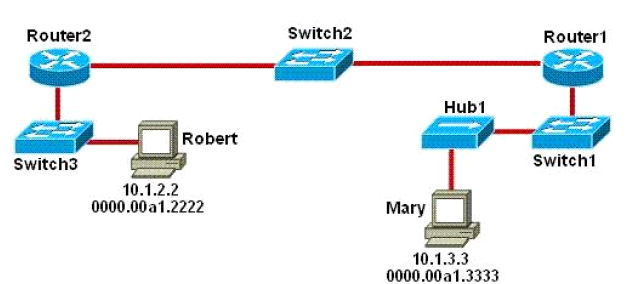 Switch2
Router2
Router1
Hub1
Robert
Switch3
Switch1
10.1.2.2
0000.00a1.2222
Mary
10.1.3.3
0000.00a1.3333